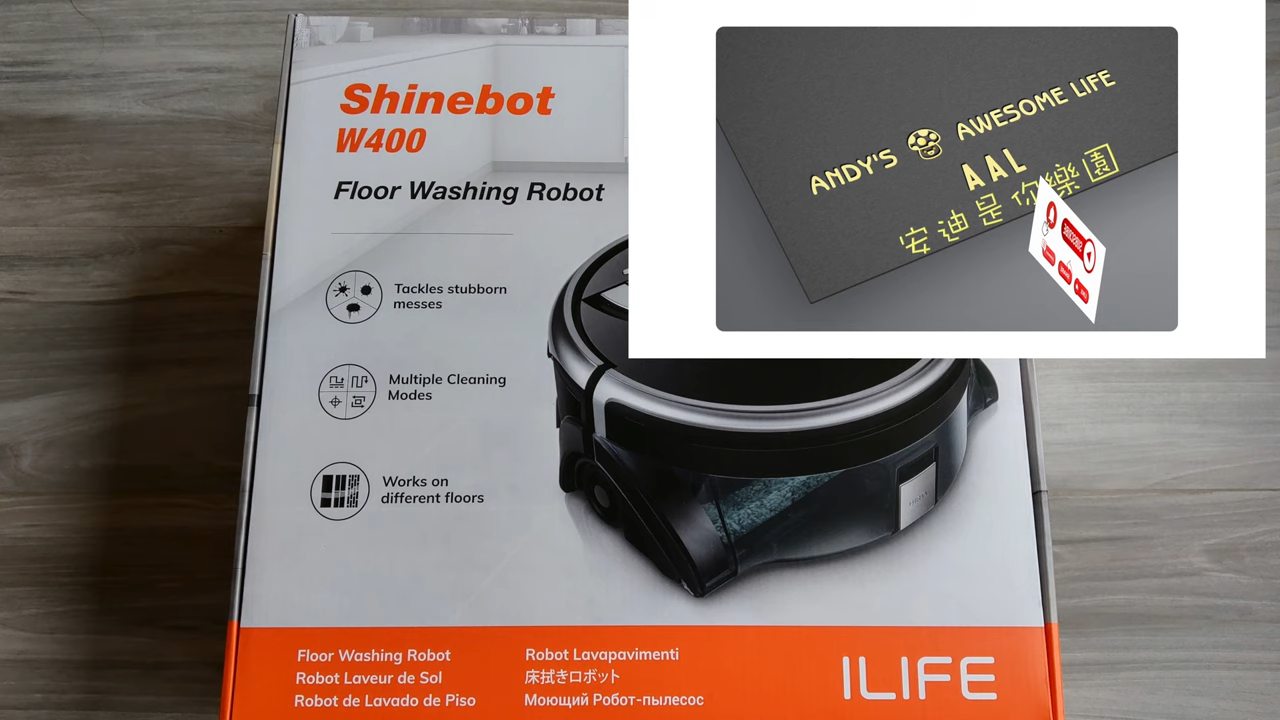 Shinebot
W400
Floor Washing Robot
Tackles stubborn
messes
Multiple Cleaning
Modes
Works on
different floors
Floor Washing Robot
Robot Laveur de Sol
Robot de Lavado de Piso
Robot Lavapavimenti
床拭きロボット
Моющий Робот-пылесос
ILIFE
ANDY'S AWESOME LIFE
AAL
安迪是你樂園